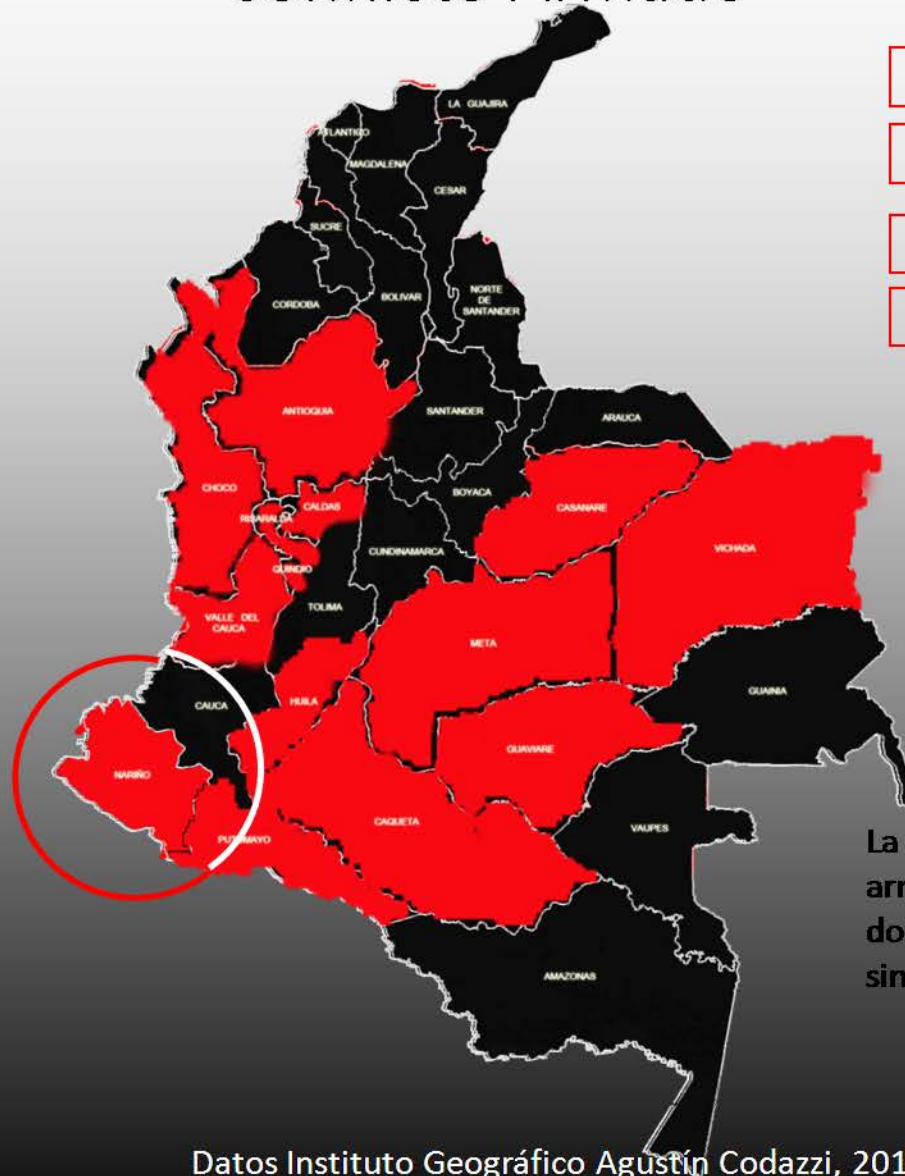 LA GUAJIRA
ATLANTICO
MAGDALENA
CESAR
SUCRE
NORTE
DE
SANTANDER
BOLIVAR
CORDOBA
ANTIOQUIA
SANTANDER
ARAUCA
CHOCO
BOYACA
CALDAS
CASANARE
RISARALDA
VICHADA
CUNDINAMARCA
QUINDIO
TOLIMA
VALLE DEL
CAUCA
META
GUAINIA
CAUCA
HUILA
GUAVIARE
NARIÑO
CAQUETA
VAUPES
PUTUMAYO
La
arr
do
sin
AMAZONAS
Datos Instituto Geográfico Agustín Codazzi, 201